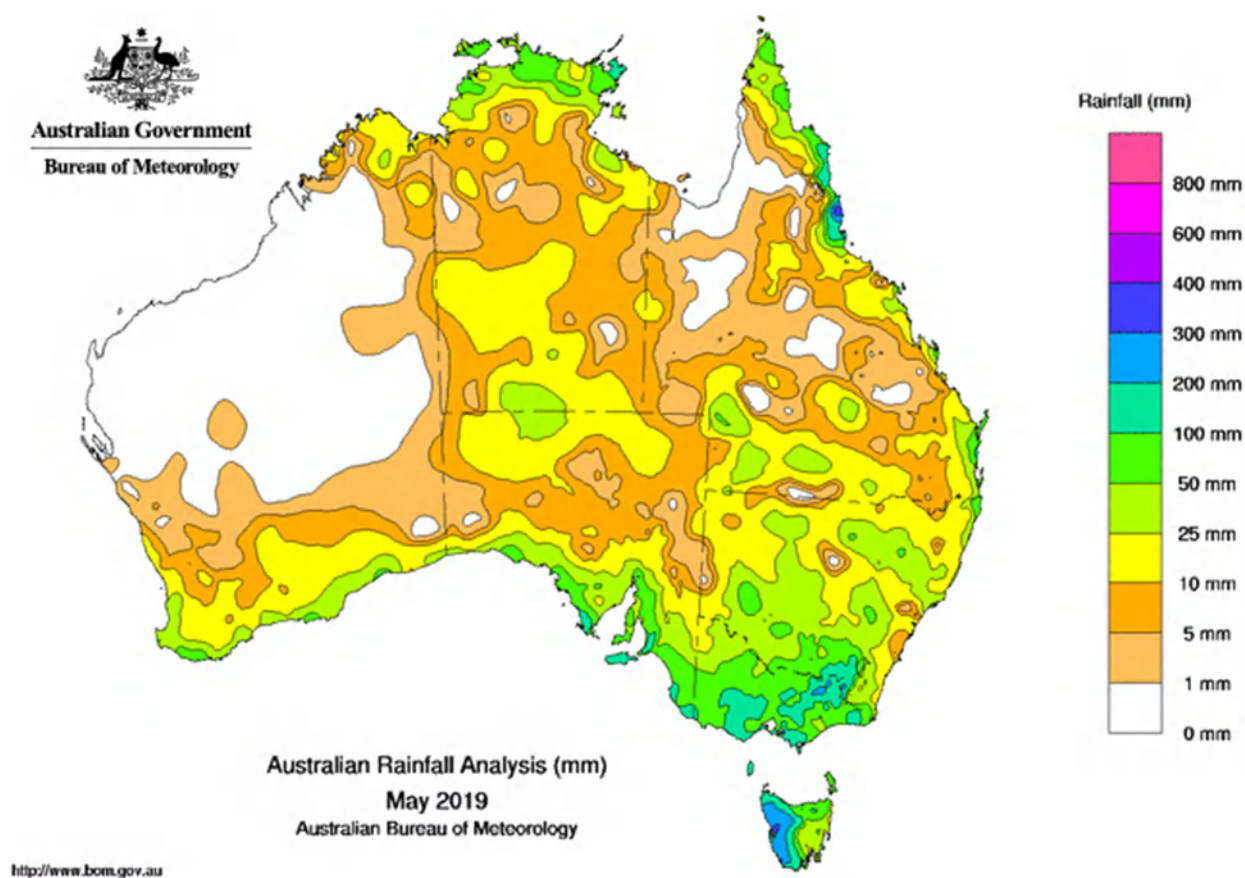 Australian Government
Bureau of Meteorology
Rainfall (mm)
800 mm
600 mm
400 mm
300 mm
200 mm
100 mm
50 mm
25 mm
10 mm
5 mm
1 mm
0 mm
Australian Rainfall Analysis (mm)
May 2019
Australian Bureau of Meteorology
http://www.bom.gov.au